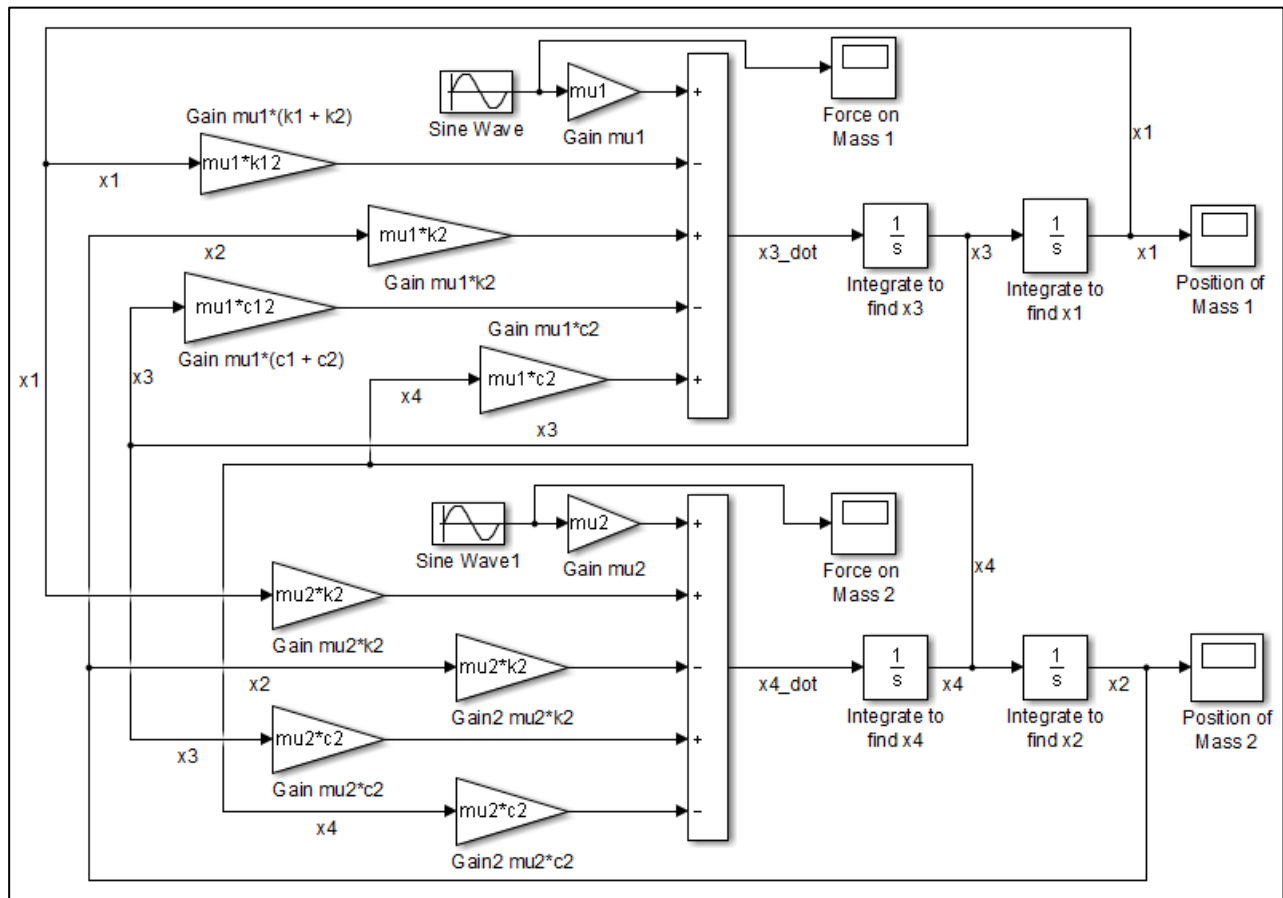 Gain mu1*(k1 + k2)
mu1*k12
x1
Sine Wave
mu1
Gain mu1
+
−
+
−
+
Force on
Mass 1
x1
x2
mu1*k2
Gain mu1*k2
mu1*c12
Gain mu1*(c1 + c2)
x3
x1
Gain mu1*c2
mu1*c2
x4
x3
x3_dot
1
s
Integrate to
find x3
x3
1
s
Integrate to
find x1
x1
Position of
Mass 1
Sine Wave1
mu2
Gain mu2
+
+
−
+
−
Force on
Mass 2
x4
mu2*k2
Gain mu2*k2
x2
mu2*k2
Gain2 mu2*k2
x3
mu2*c2
Gain mu2*c2
x4
mu2*c2
Gain2 mu2*c2
x4_dot
1
s
Integrate to
find x4
x4
1
s
Integrate to
find x2
x2
Position of
Mass 2